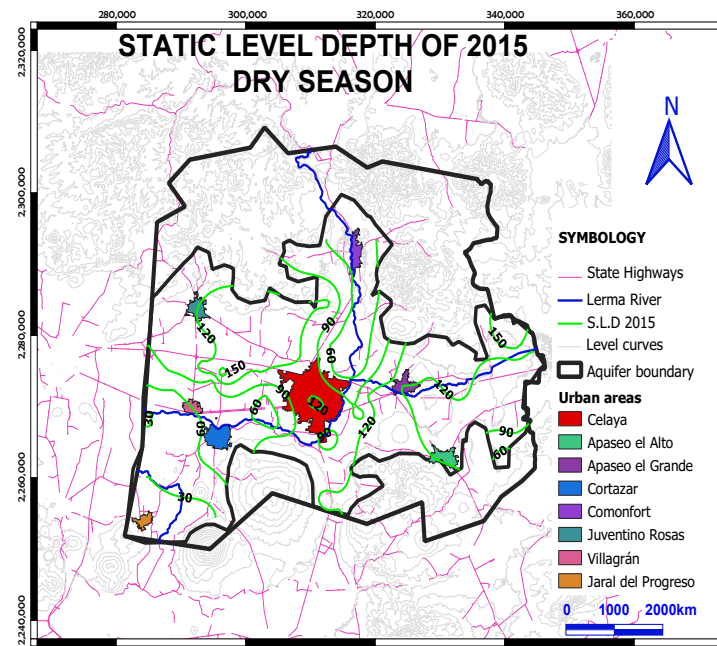 280,000 300,000 320,000 340,000 360,000
2,320,000
2,300,000
2,280,000
2,260,000
2,240,000
STATIC LEVEL DEPTH OF 2015
DRY SEASON
N
90
120
60
150
150
120
90
120
60
30
60
120
90
60
30
SYMBOLOGY
State Highways
Lerma River
S.L.D 2015
Level curves
Aquifer boundary
Urban areas
Celaya
Apaseo el Alto
Apaseo el Grande
Cortazar
Comonfort
Juventino Rosas
Villagrán
Jaral del Progreso
0 1000 2000km